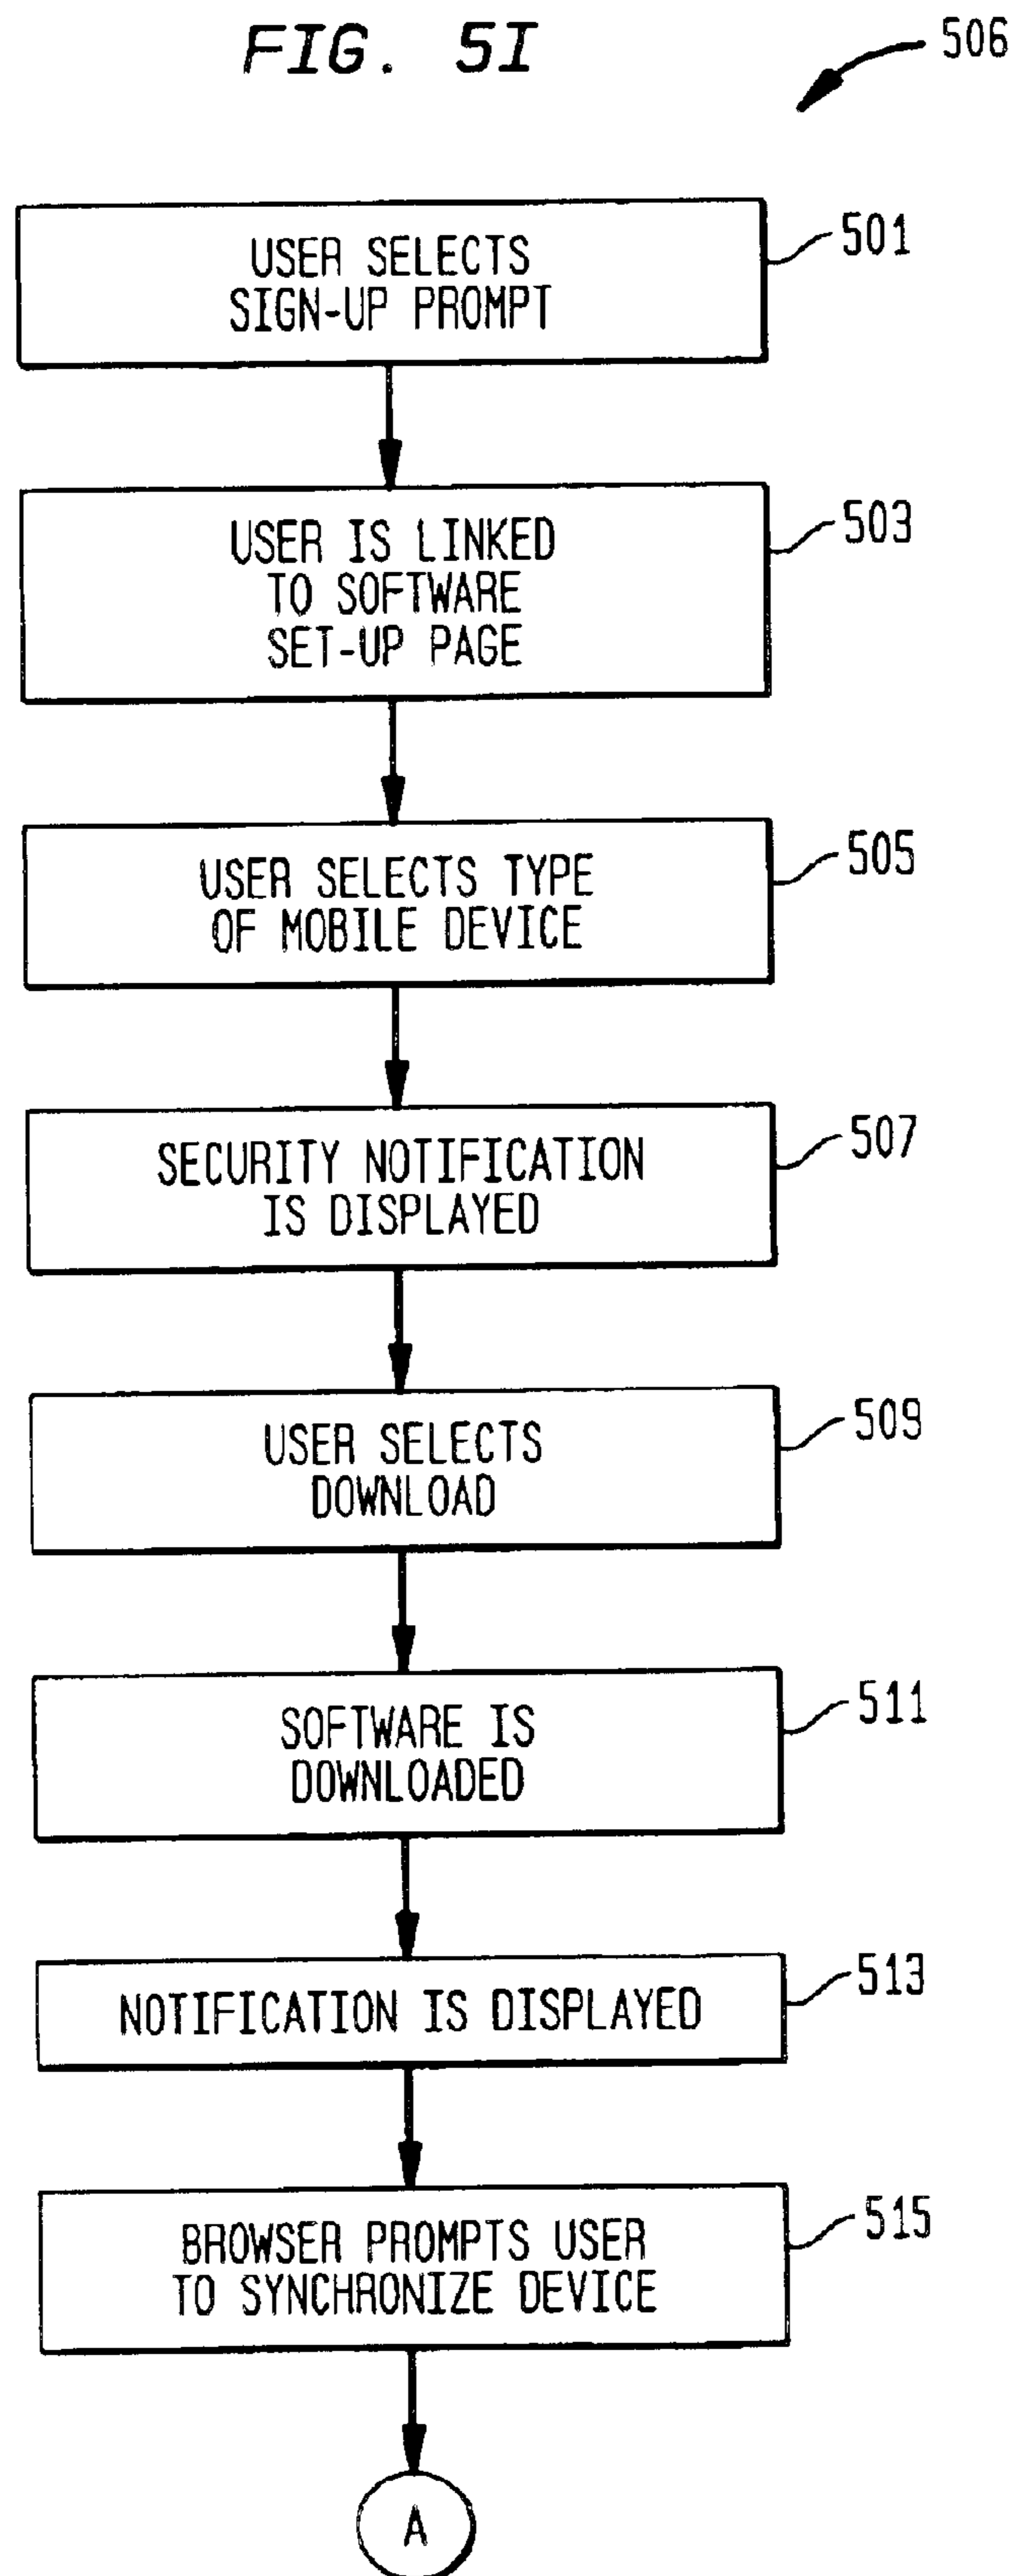 FIG. 5I
506
USER SELECTS
SIGN-UP PROMPT
501
USER IS LINKED
TO SOFTWARE
SET-UP PAGE
503
USER SELECTS TYPE
OF MOBILE DEVICE
505
SECURITY NOTIFICATION
IS DISPLAYED
507
USER SELECTS
DOWNLOAD
509
SOFTWARE IS
DOWNLOADED
511
NOTIFICATION IS DISPLAYED
513
BROWSER PROMPTS USER
TO SYNCHRONIZE DEVICE
515
A